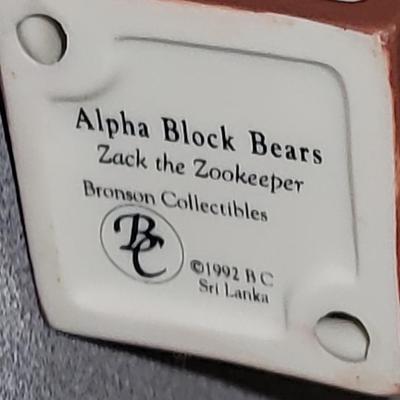 Alpha Block Bears
Zack the Zookeeper
Bronson Collectibles
BC
©1992 B C
Sri Lanka